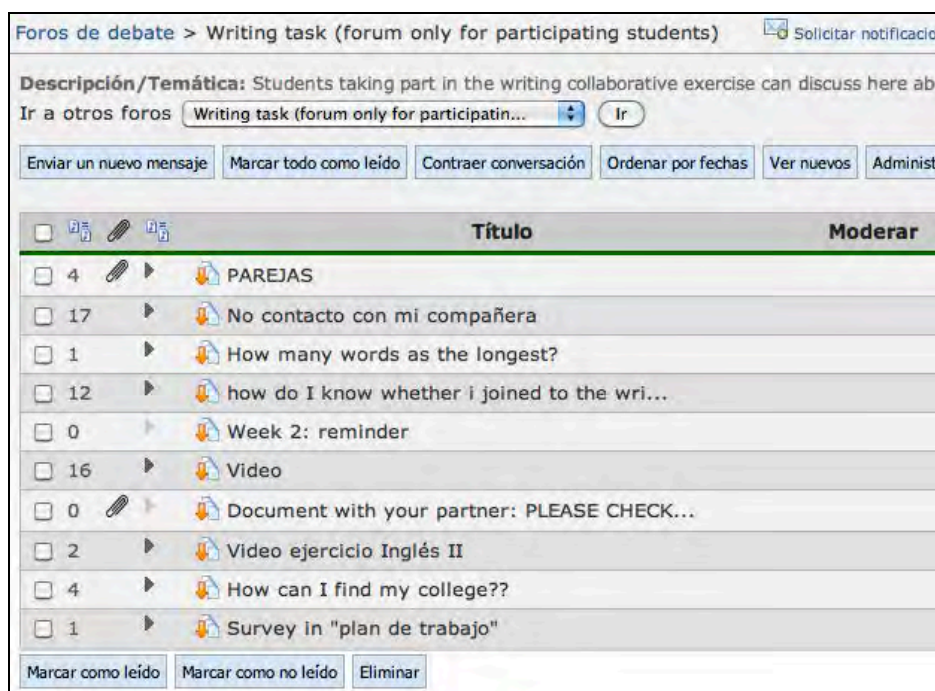 Foros de debate > Writing task (forum only for participating students) Solicitar notificacio
Descripción/Temática: Students taking part in the writing collaborative exercise can discuss here ab
Ir a otros foros Writing task (forum only for participatin... Ir
Enviar un nuevo mensaje Marcar todo como leído Contraer conversación Ordenar por fechas Ver nuevos Administ
Título Moderar
4 PAREJAS
17 No contacto con mi compañera
1 How many words as the longest?
12 how do I know whether i joined to the wri...
0 Week 2: reminder
16 Video
0 Document with your partner: PLEASE CHECK...
2 Video ejercicio Inglés II
4 How can I find my college??
1 Survey in "plan de trabajo"
Marcar como leído Marcar como no leído Eliminar